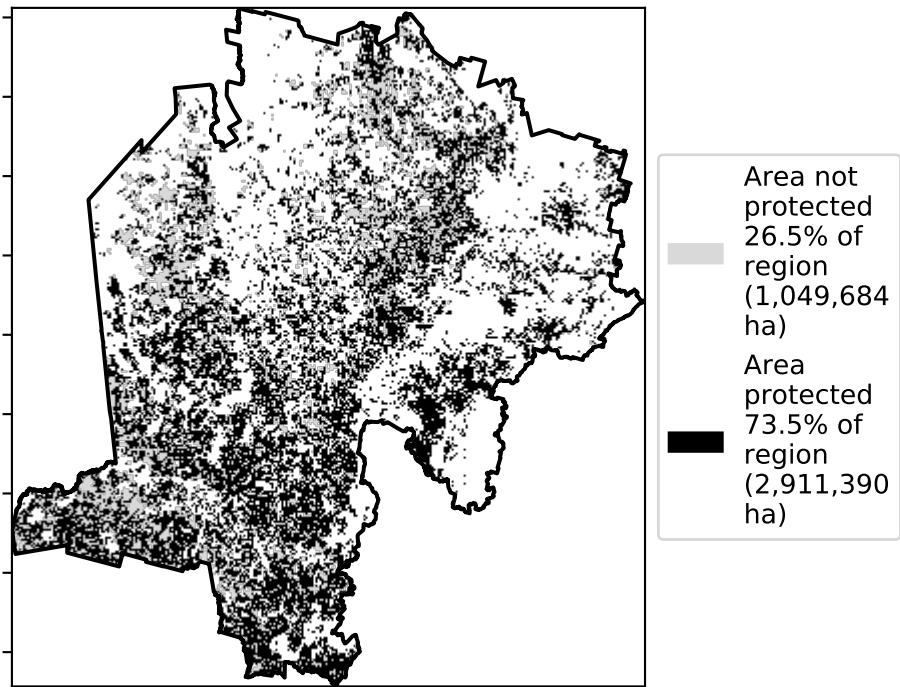 Area not
protected
26.5% of
region
(1,049,684
ha)
Area
protected
73.5% of
region
(2,911,390
ha)